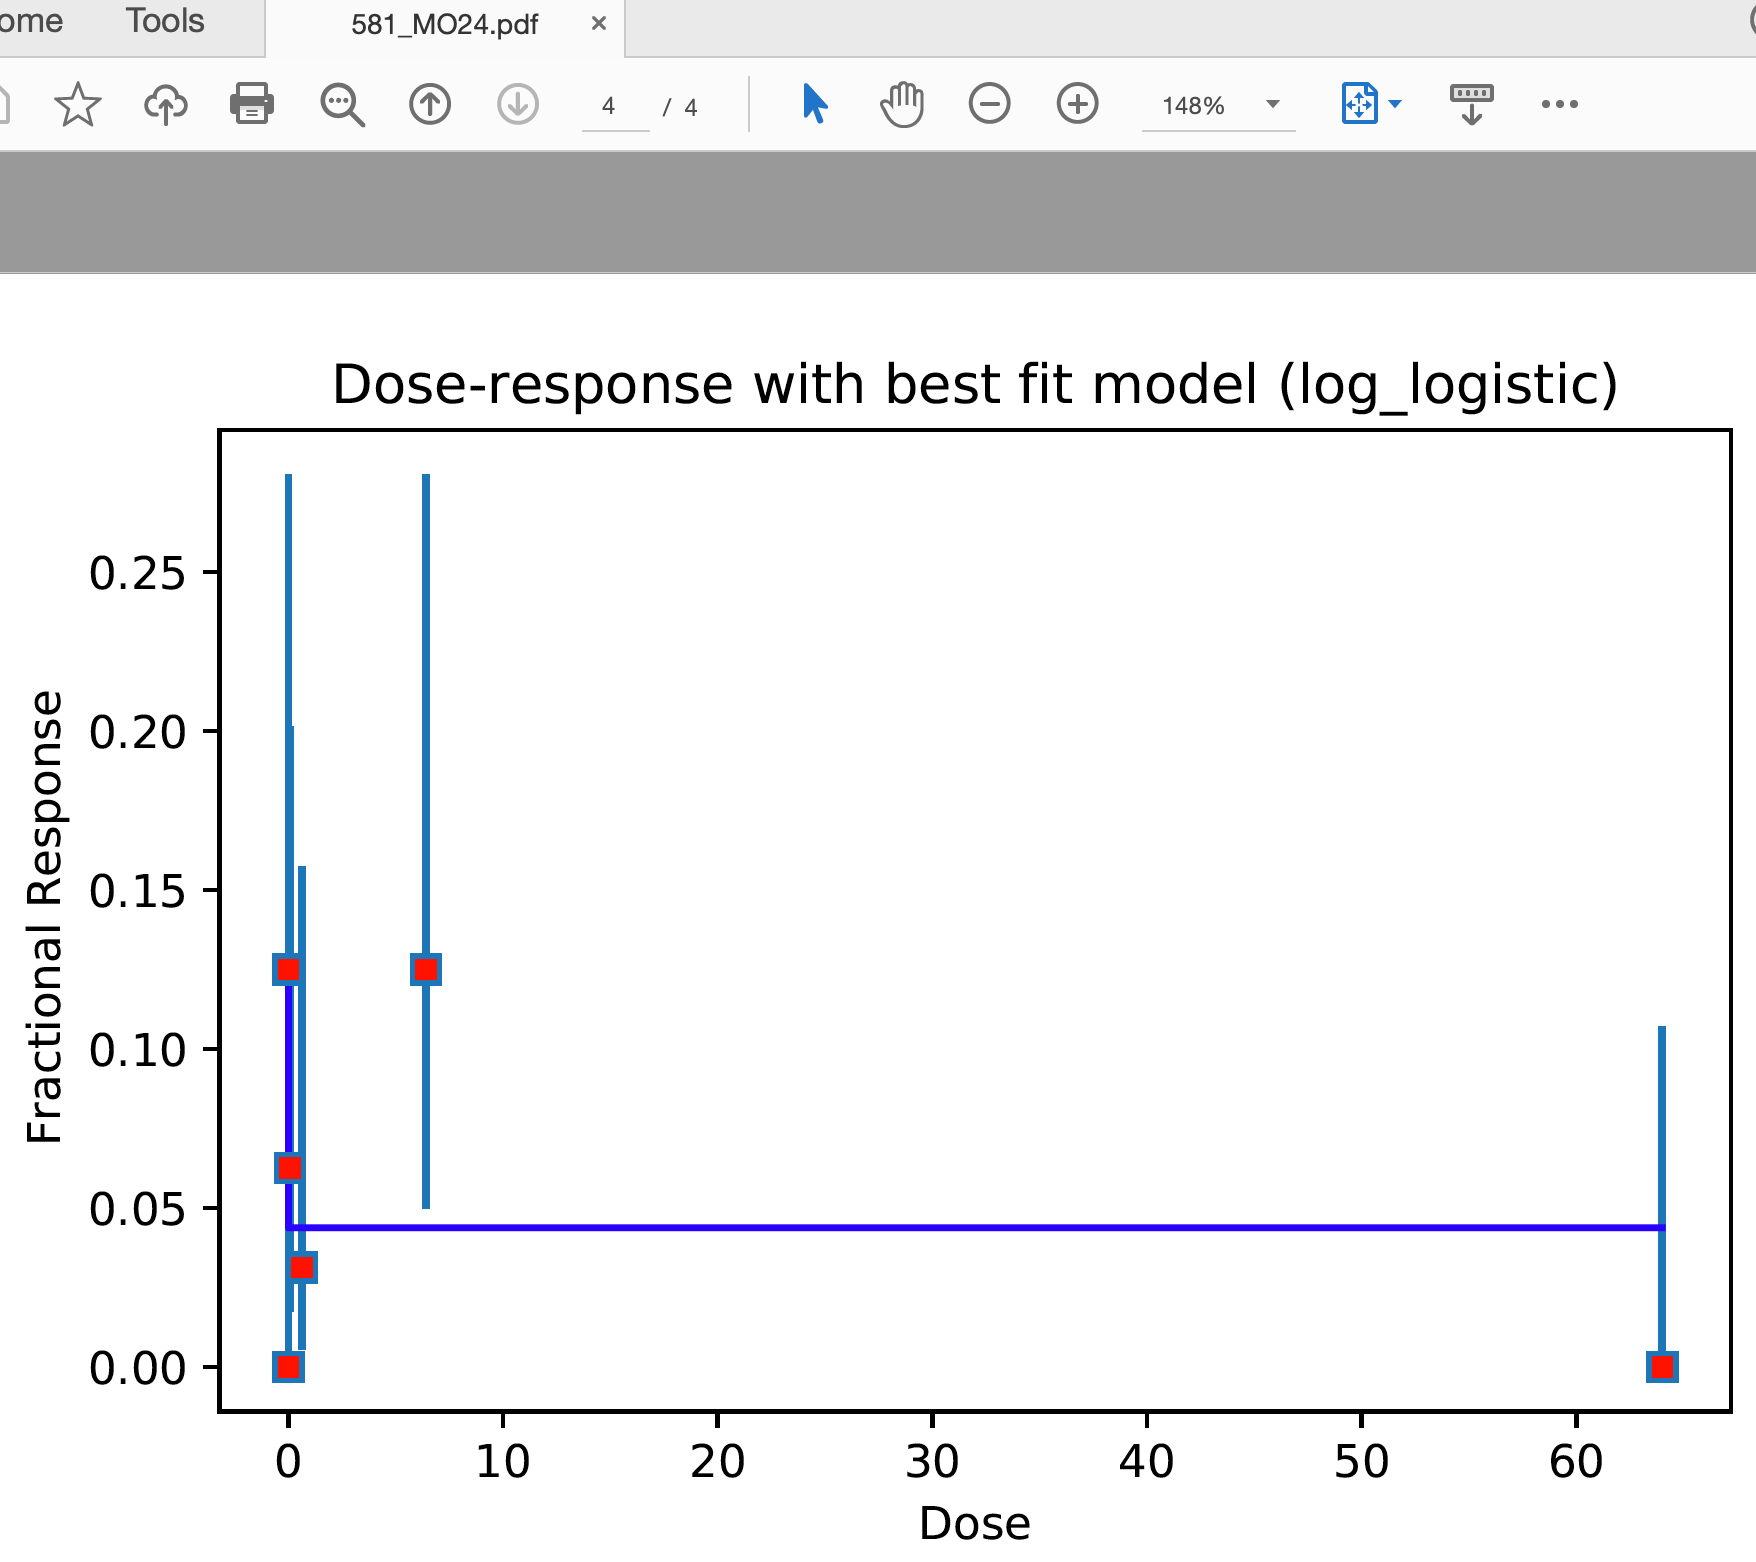 ome Tools 581_MO24.pdf ×
4 / 4 148%
Dose-response with best fit model (log_logistic)
0.25
0.20
0.15
0.10
0.05
0.00
Fractional Response
0 10 20 30 40 50 60
Dose